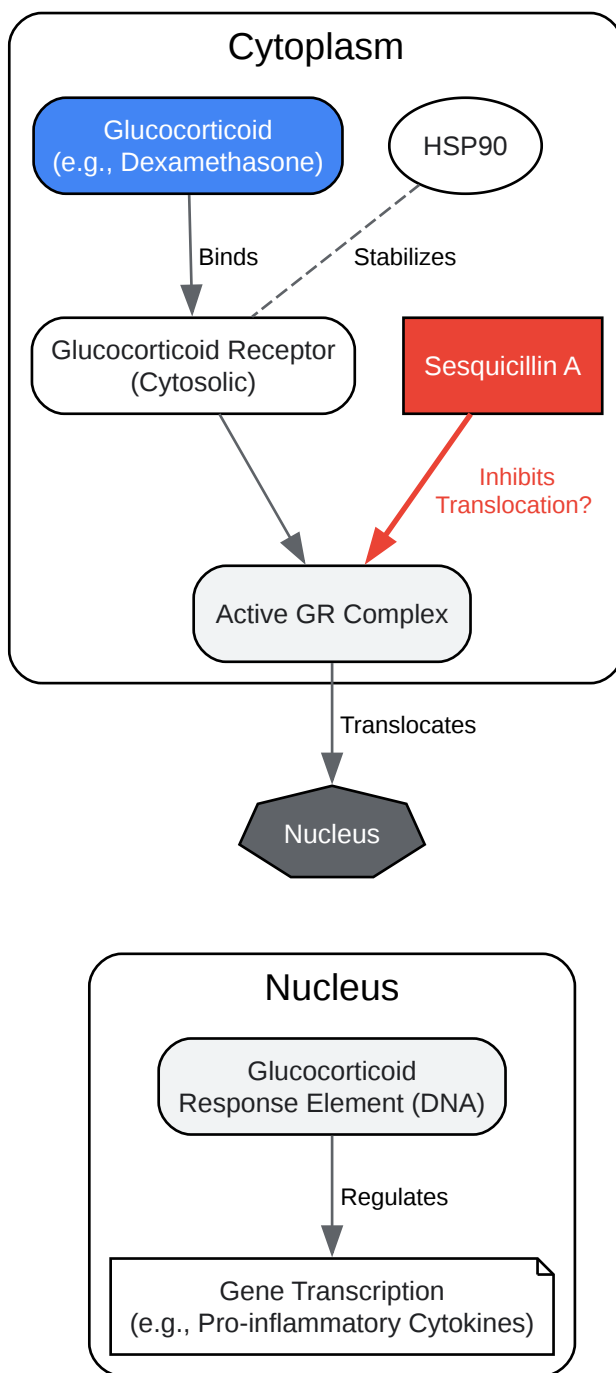 Cytoplasm
Glucocorticoid
(e.g., Dexamethasone)
HSP90
Binds
Stabilizes
Glucocorticoid Receptor
(Cytosolic)
Sesquicillin A
Inhibits
Translocation?
Active GR Complex
Translocates
Nucleus
Nucleus
Glucocorticoid
Response Element (DNA)
Regulates
Gene Transcription
(e.g., Pro-inflammatory Cytokines)